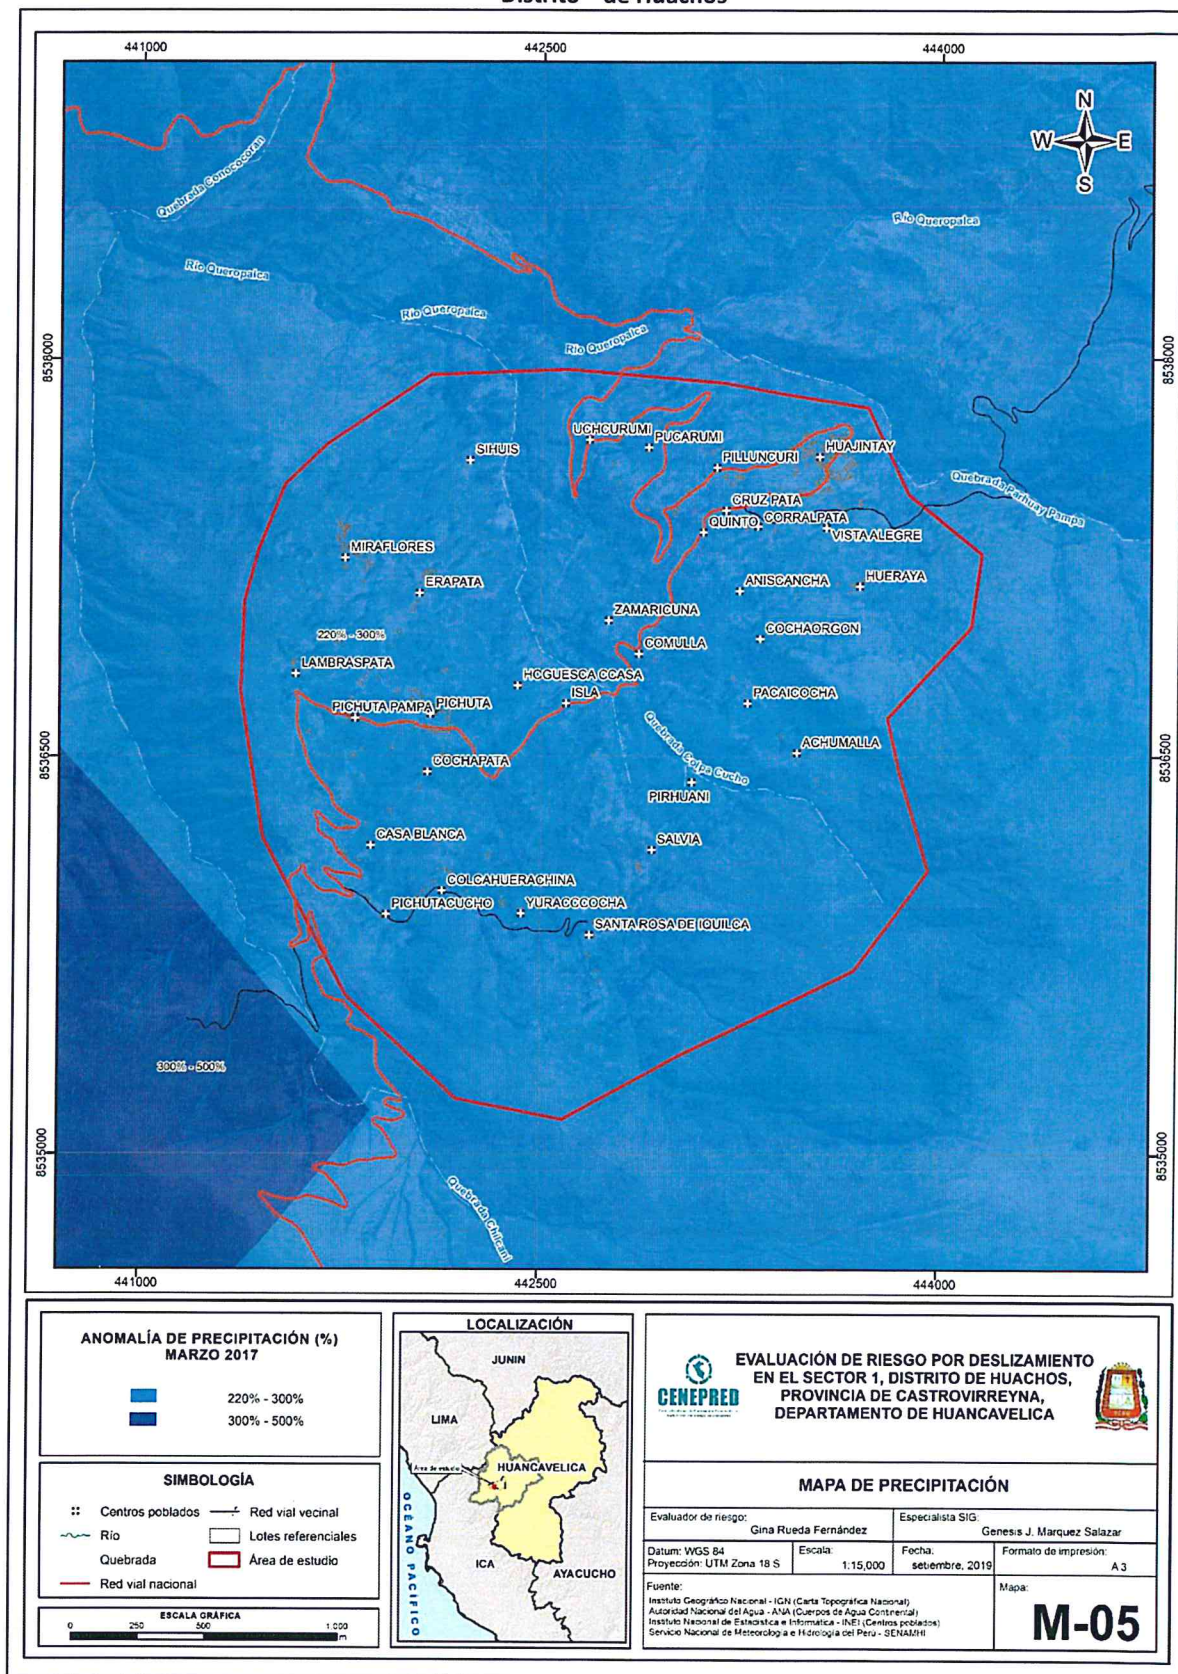 Distrito de Huachos
441000
442500
444000
N
W
E
S
Quebrada Conococoran
Río Queropalca
Río Queropalca
Río Queropalca
Río Queropalca
8538000
8538000
UCHCURUMI
PUCARUMI
SIHUIS
PILLUNCURI
HUAJINTAY
Quebrada Parhuay Pampa
CRUZ PATA
QUINTO
CORRALPATA
VISTA ALEGRE
MIRAFLORES
ERAPATA
ANISCANCHA
HUERAYA
ZAMARICUNA
220% - 300%
COCHAORGON
COMULLA
LAMBRASPATA
HCGUESCA CCASA
ISLA
PACAICOCHA
PICHUTA PAMPA
PICHUTA
Quebrada Colpa Cucho
8536500
8536500
ACHUMALLA
COCHAPATA
PIRHUANI
CASA BLANCA
SALVIA
COLCAHUERACHINA
PICHUTACUCHO
YURACCCOCHA
SANTA ROSA DE IQUILCA
300% - 500%
8535000
8535000
Quebrada Chilcani
441000
442500
444000
ANOMALÍA DE PRECIPITACIÓN (%)
MARZO 2017
220% - 300%
300% - 500%
SIMBOLOGÍA
Centros poblados
Red vial vecinal
Río
Lotes referenciales
Quebrada
Área de estudio
Red vial nacional
ESCALA GRÁFICA
0 250 500 1.000
m
LOCALIZACIÓN
JUNIN
LIMA
HUANCAVELICA
Área de estudio
OCEANO PACIFICO
ICA
AYACUCHO
CENEPRED
EVALUACIÓN DE RIESGO POR DESLIZAMIENTO
EN EL SECTOR 1, DISTRITO DE HUACHOS,
PROVINCIA DE CASTROVIRREYNA,
DEPARTAMENTO DE HUANCAVELICA
MAPA DE PRECIPITACIÓN
Evaluador de riesgo:
Gina Rueda Fernández
Especialista SIG:
Genesis J. Marquez Salazar
Datum: WGS 84
Proyección: UTM Zona 18 S
Escala:
1:15,000
Fecha:
setiembre, 2019
Formato de impresión:
A 3
Fuente:
Instituto Geográfico Nacional - IGN (Carta Topográfica Nacional)
Autoridad Nacional del Agua - ANA (Cuerpos de Agua Continental)
Instituto Nacional de Estadística e Informática - INEI (Centros poblados)
Servicio Nacional de Meteorología e Hidrología del Perú - SENAMHI
Mapa:
M-05